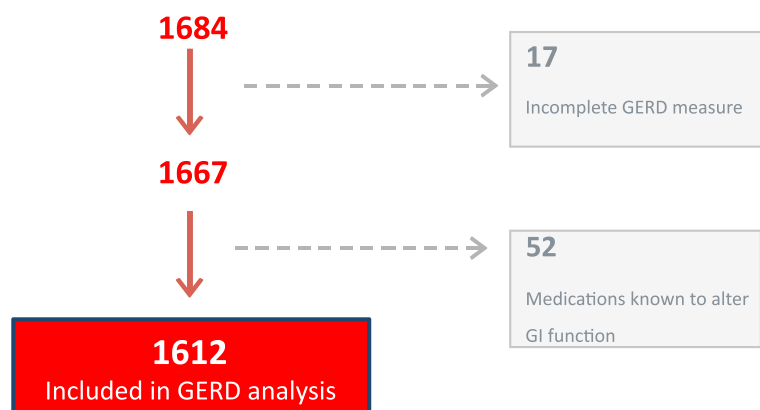 1684
17
Incomplete GERD measure
1667
52
Medications known to alter
GI function
1612
Included in GERD analysis